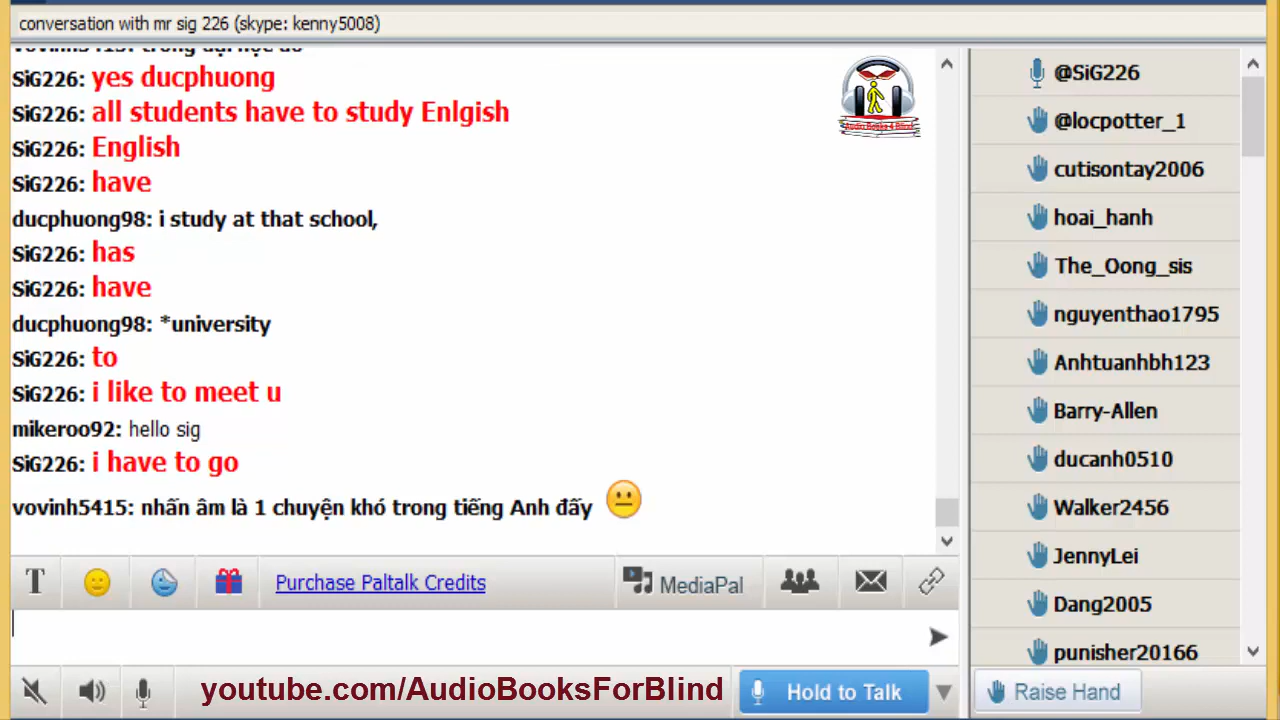 conversation with mr sig 226 (skype: kenny5008)
SiG226: yes ducphuong
SiG226: all students have to study Enlgish
SiG226: English
SiG226: have
ducphuong98: i study at that school,
SiG226: has
SiG226: have
ducphuong98: *university
SiG226: to
SiG226: i like to meet u
mikeroo92: hello sig
SiG226: i have to go
vovinh5415: nhấn âm là 1 chuyện khó trong tiếng Anh đấy
Audio Books 4 Blind
@SiG226
@locpotter_1
cutisontay2006
hoai_hanh
The_Oong_sis
nguyenthao1795
Anhtuanhbh123
Barry-Allen
ducanh0510
Walker2456
JennyLei
Dang2005
punisher20166
T
Purchase Paltalk Credits
MediaPal
youtube.com/AudioBooksForBlind
Hold to Talk
Raise Hand